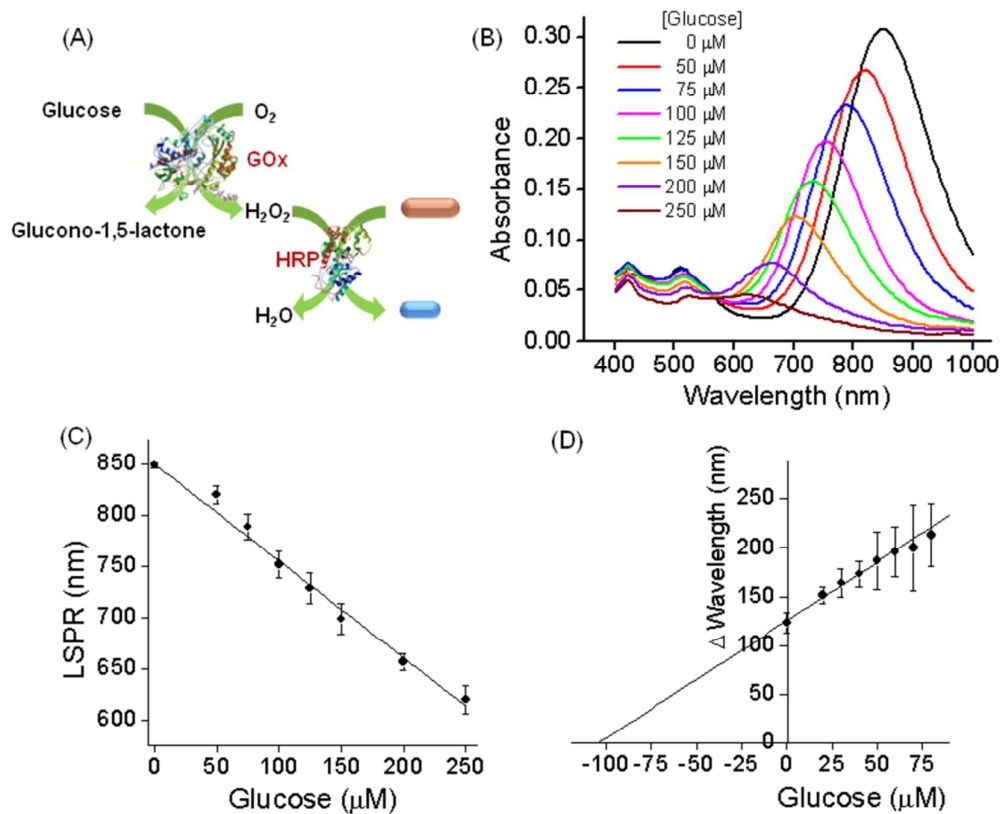 (A)
Glucose
O2
GOx
Glucono-1,5-lactone
H2O2
HRP
H2O
(B)
[Glucose]
0 μM
50 μM
75 μM
100 μM
125 μM
150 μM
200 μM
250 μM
Absorbance
0.30
0.25
0.20
0.15
0.10
0.05
0.00
400 500 600 700 800 900 1000
Wavelength (nm)
(C)
LSPR (nm)
850
800
750
700
650
600
0 50 100 150 200 250
Glucose (μM)
(D)
Δ Wavelength (nm)
250
200
150
100
50
0
-100 -75 -50 -25 0 25 50 75
Glucose (μM)